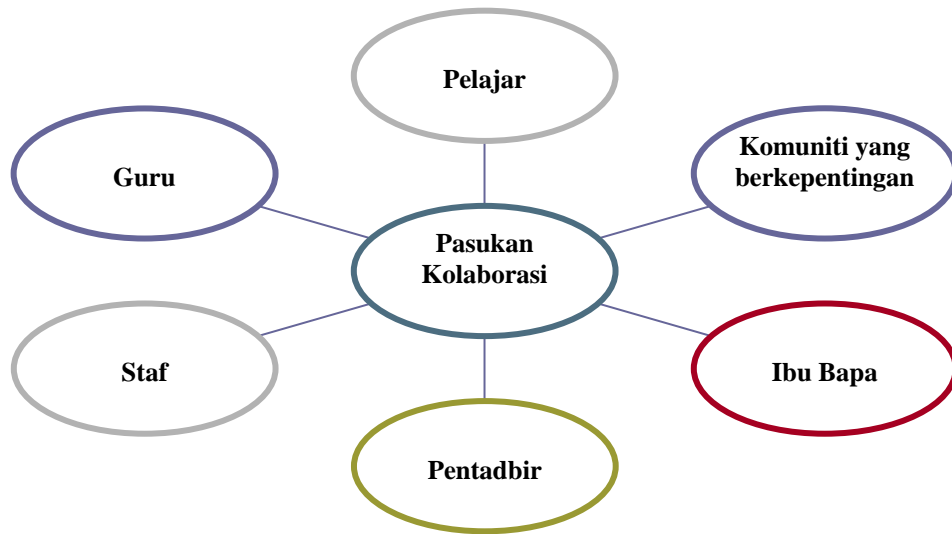 Pelajar
Guru
Komuniti yang
berkepentingan
Pasukan
Kolaborasi
Staf
Ibu Bapa
Pentadbir